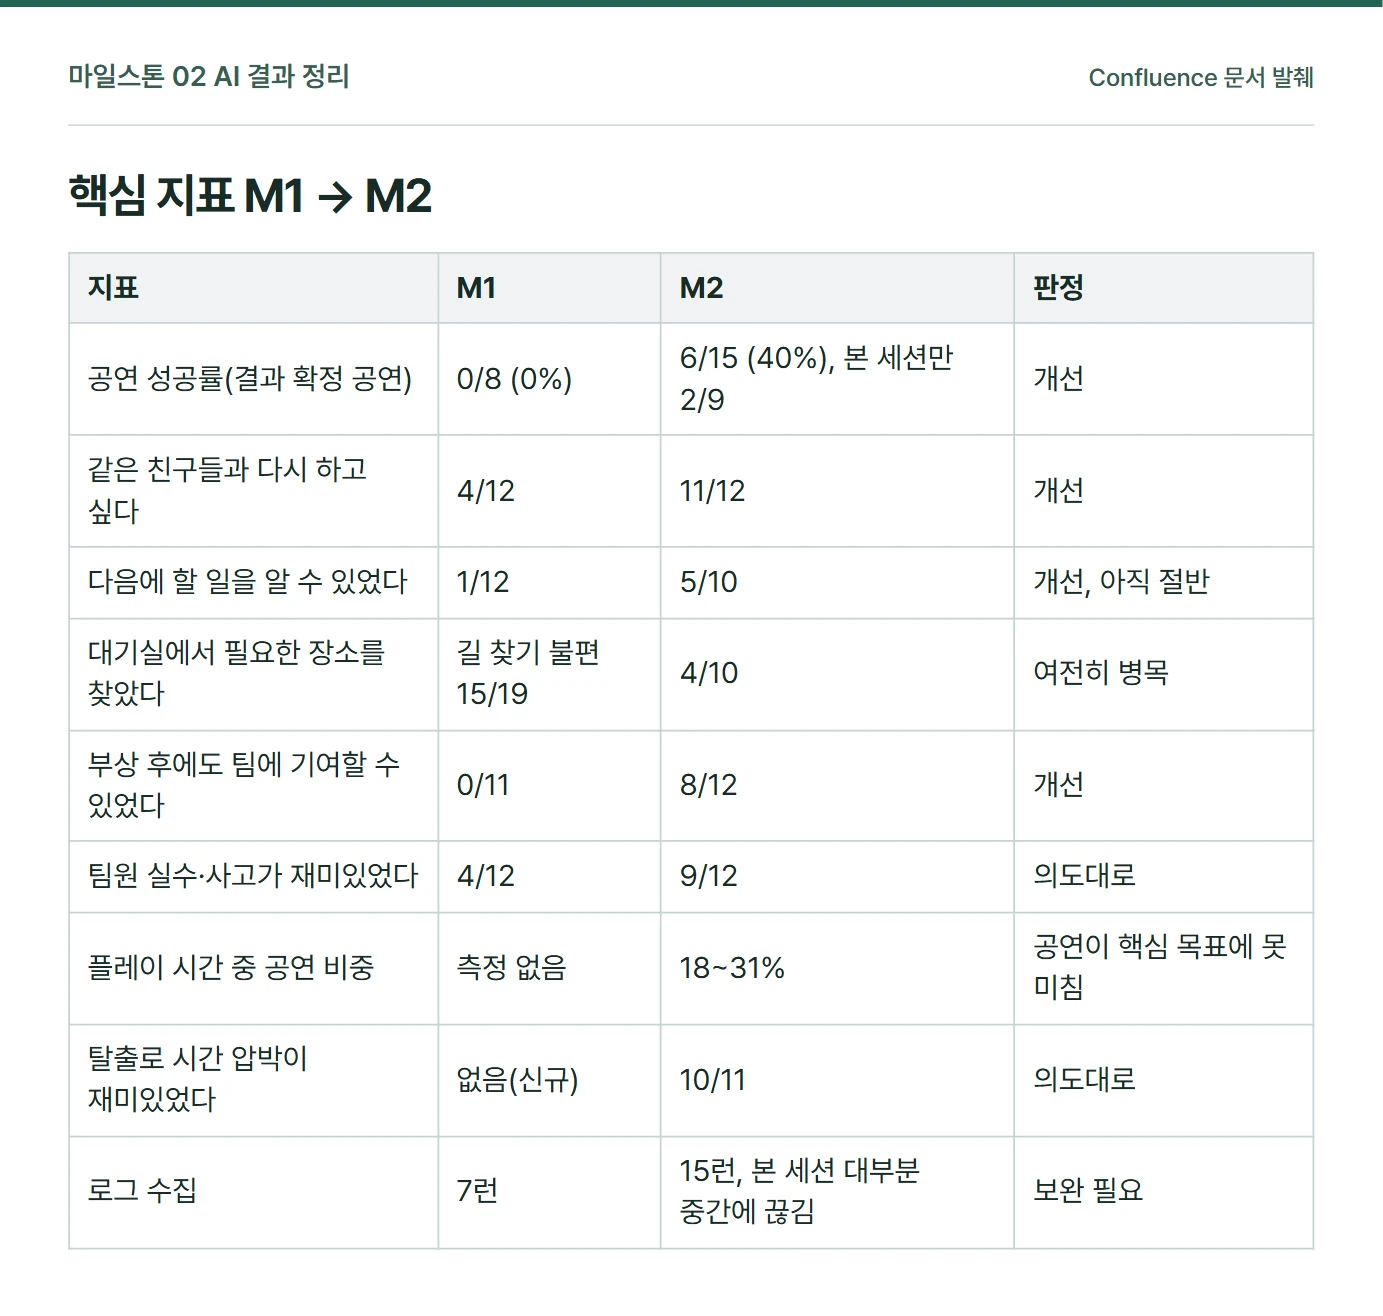 마일스톤 02 AI 결과 정리
Confluence 문서 발췌
핵심 지표 M1 → M2
지표 M1 M2 판정
공연 성공률(결과 확정 공연) 0/8 (0%) 6/15 (40%), 본 세션만
2/9
개선
같은 친구들과 다시 하고
싶다
4/12 11/12 개선
다음에 할 일을 알 수 있었다 1/12 5/10 개선, 아직 절반
대기실에서 필요한 장소를
찾았다
길 찾기 불편
15/19
4/10 여전히 병목
부상 후에도 팀에 기여할 수
있었다
0/11 8/12 개선
팀원 실수·사고가 재미있었다 4/12 9/12 의도대로
플레이 시간 중 공연 비중 측정 없음 18~31% 공연이 핵심 목표에 못
미침
탈출로 시간 압박이
재미있었다
없음(신규) 10/11 의도대로
로그 수집 7런 15런, 본 세션 대부분
중간에 끊김
보완 필요